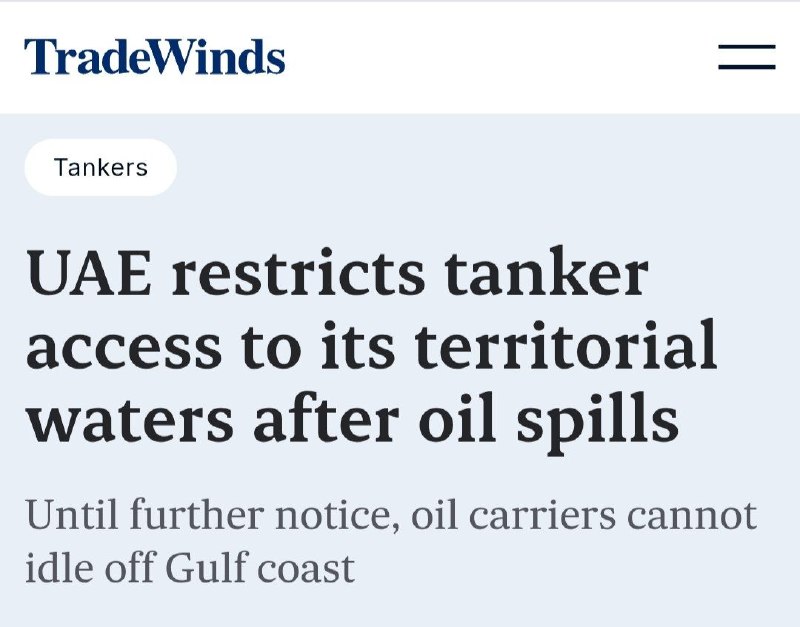 TradeWinds
Tankers
UAE restricts tanker
access to its territorial
waters after oil spills
Until further notice, oil carriers cannot
idle off Gulf coast